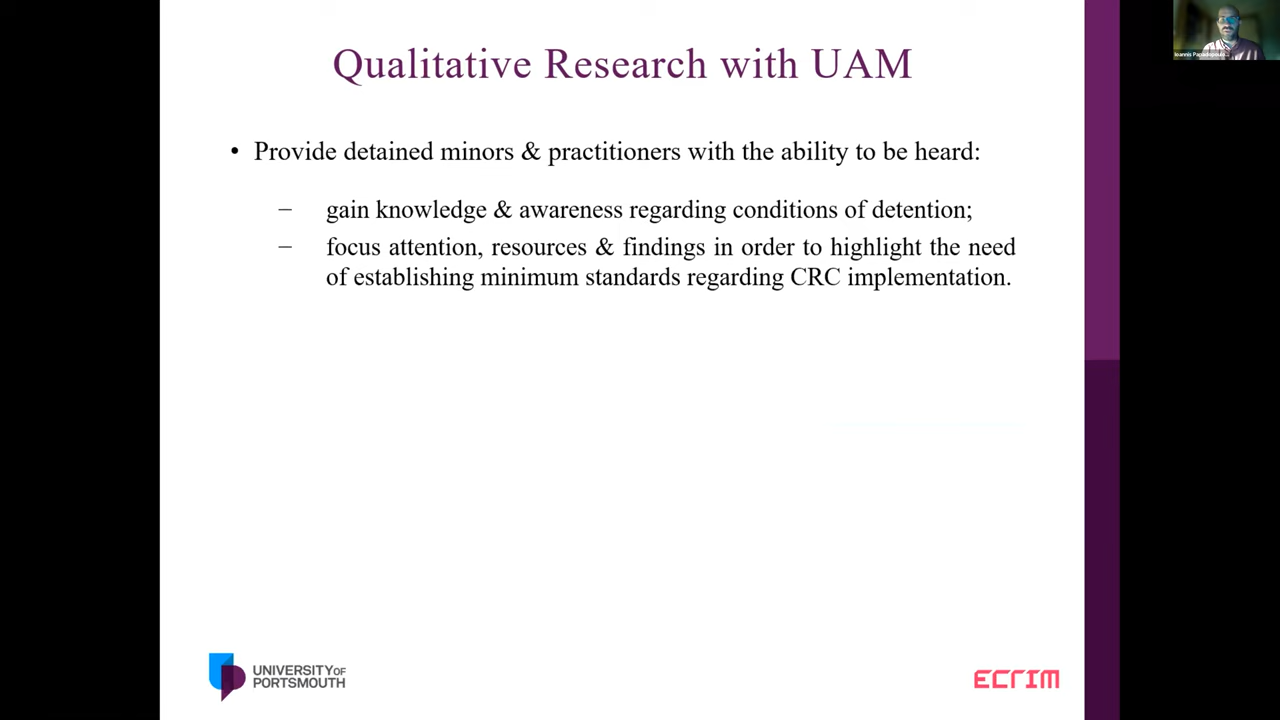 Ioannis Papadopoulo...
Qualitative Research with UAM
• Provide detained minors & practitioners with the ability to be heard:
– gain knowledge & awareness regarding conditions of detention;
– focus attention, resources & findings in order to highlight the need
of establishing minimum standards regarding CRC implementation.
UNIVERSITY OF
PORTSMOUTH
ECRIM